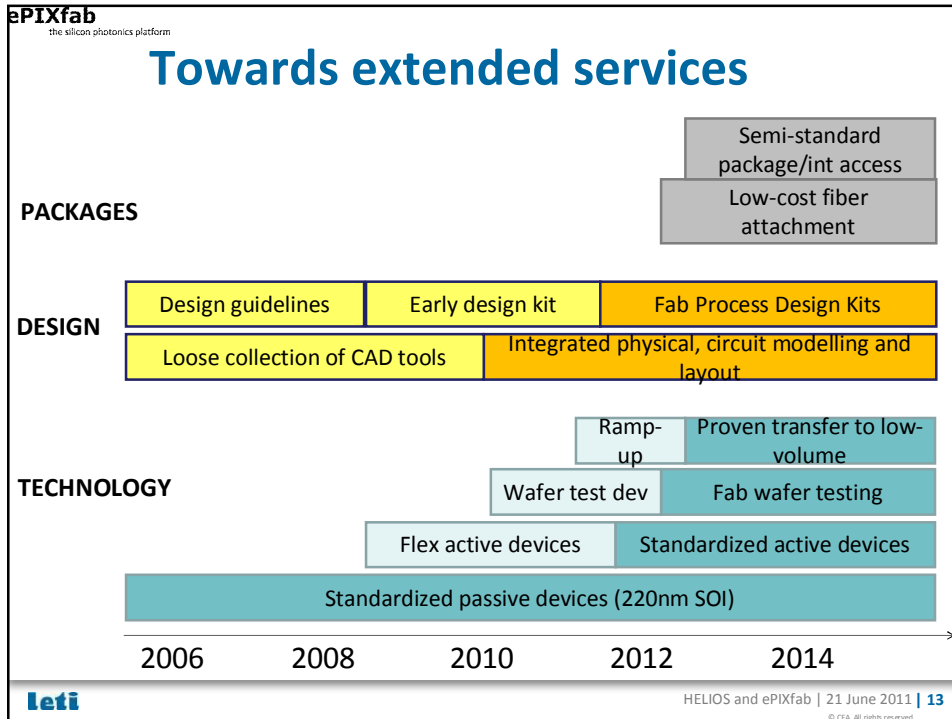 ePIXfab
the silicon photonics platform
Towards extended services
Semi-standard
package/int access
Low-cost fiber
attachment
PACKAGES
Design guidelines
Early design kit
Fab Process Design Kits
DESIGN
Loose collection of CAD tools
Integrated physical, circuit modelling and
layout
Ramp-
up
Proven transfer to low-
volume
TECHNOLOGY
Wafer test dev
Fab wafer testing
Flex active devices
Standardized active devices
Standardized passive devices (220nm SOI)
2006 2008 2010 2012 2014
leti
HELIOS and ePIXfab | 21 June 2011 | 13
© CEA. All rights reserved